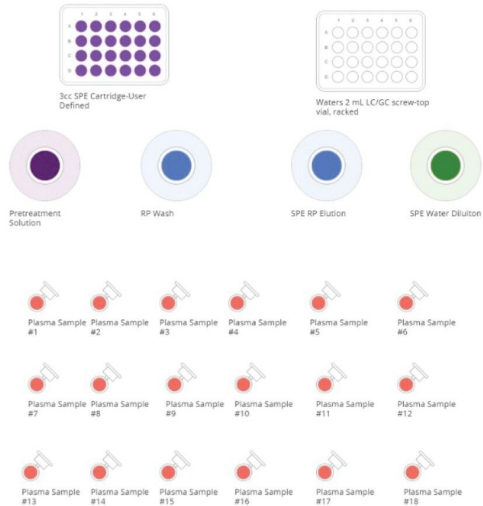 1 2 3 4 5 6
A
B
C
D
3cc SPE Cartridge-User
Defined
1 2 3 4 5 6
A
B
C
D
Waters 2 mL LC/GC screw-top
vial, racked
Pretreatment
Solution
RP Wash
SPE RP Elution
SPE Water Diluiton
Plasma Sample
#1
Plasma Sample
#2
Plasma Sample
#3
Plasma Sample
#4
Plasma Sample
#5
Plasma Sample
#6
Plasma Sample
#7
Plasma Sample
#8
Plasma Sample
#9
Plasma Sample
#10
Plasma Sample
#11
Plasma Sample
#12
Plasma Sample
#13
Plasma Sample
#14
Plasma Sample
#15
Plasma Sample
#16
Plasma Sample
#17
Plasma Sample
#18